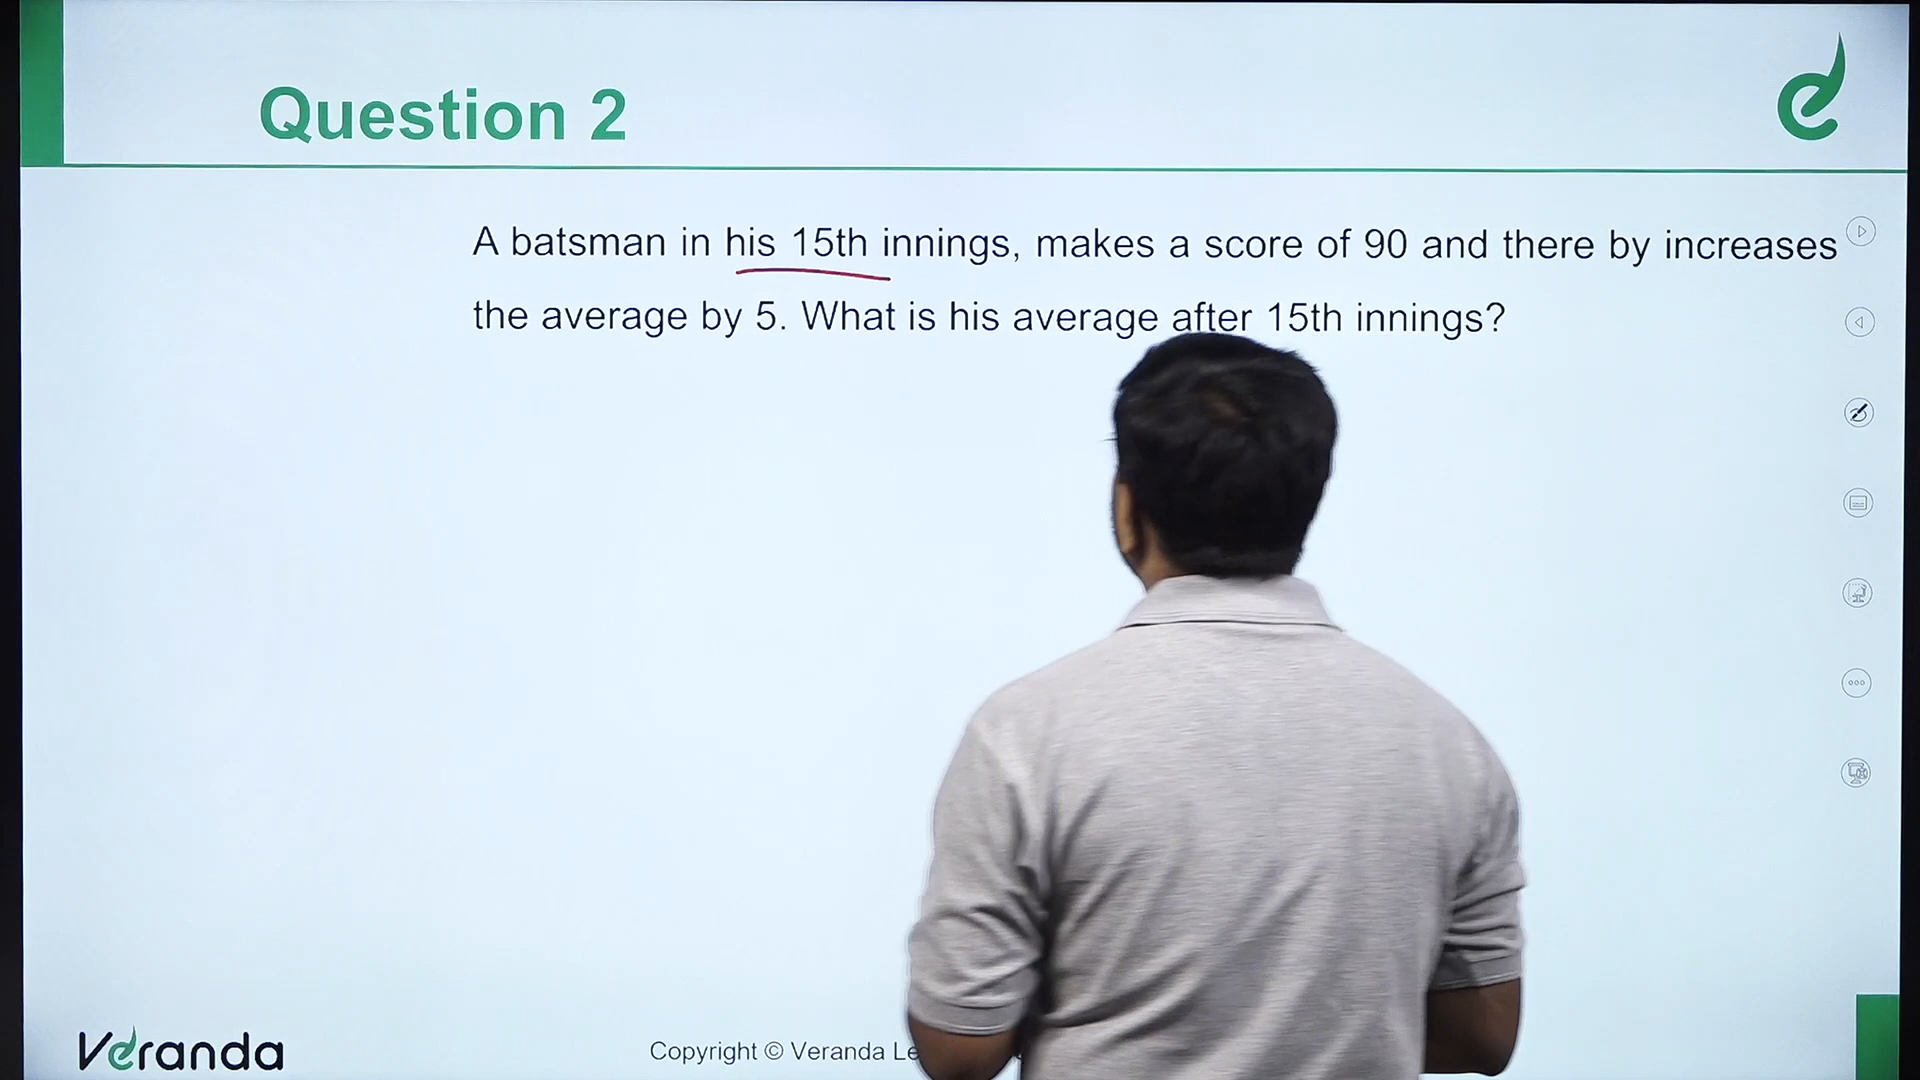 Question 2
A batsman in his 15th innings, makes a score of 90 and there by increases
the average by 5. What is his average after 15th innings?
Veranda
Copyright © Veranda